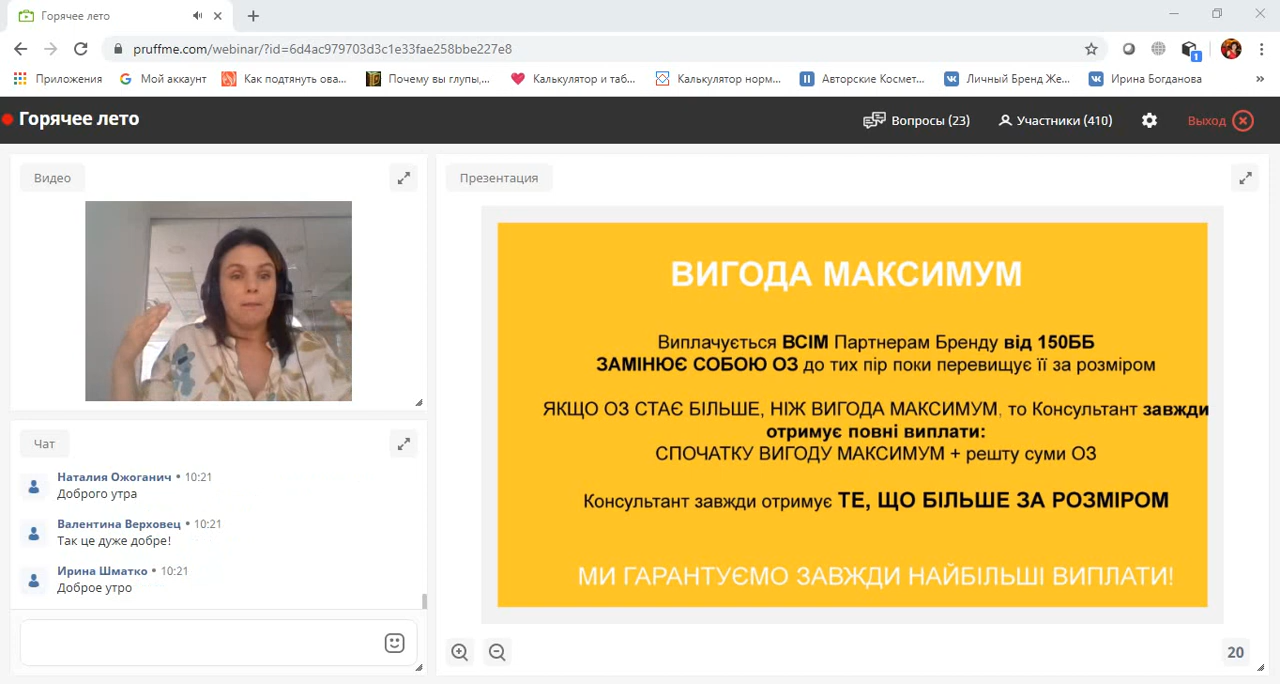 Горячее лето
pruffme.com/webinar/?id=6d4ac979703d3c1e33fae258bbe227e8
Приложения
Мой аккаунт
Как подтянуть ова...
Почему вы глупы,...
Калькулятор и таб...
Калькулятор норм...
Авторские Космет...
Личный Бренд Же...
Ирина Богданова
»
1
Горячее лето
Вопросы (23)
Участники (410)
Выход
Видео
Чат
Наталия Ожоганич • 10:21
Доброго утра
Валентина Верховец • 10:21
Так це дуже добре!
Ирина Шматко • 10:21
Доброе утро
Презентация
ВИГОДА МАКСИМУМ
Виплачується ВСІМ Партнерам Бренду від 150ББ
ЗАМІНЮЄ СОБОЮ ОЗ до тих пір поки перевищує її за розміром
ЯКЩО ОЗ СТАЄ БІЛЬШЕ, НІЖ ВИГОДА МАКСИМУМ, то Консультант завжди
отримує повні виплати:
СПОЧАТКУ ВИГОДУ МАКСИМУМ + решту суми ОЗ
Консультант завжди отримує ТЕ, ЩО БІЛЬШЕ ЗА РОЗМІРОМ
МИ ГАРАНТУЄМО ЗАВЖДИ НАЙБІЛЬШІ ВИПЛАТИ!
20